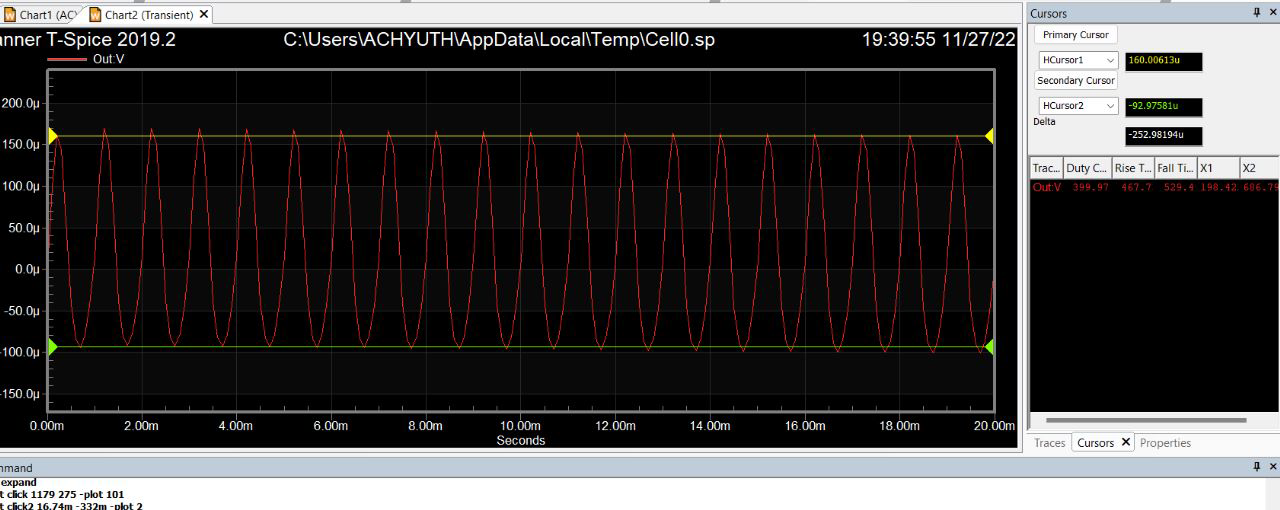 Chart1 (AC)
Chart2 (Transient)
Cursors
anner T-Spice 2019.2
C:\Users\ACHYUTH\AppData\Local\Temp\Cell0.sp
19:39:55 11/27/22
Out:V
Primary Cursor
HCursor1
160.00613u
Secondary Cursor
HCursor2
-92.97581u
Delta
-252.98194u
Trac... Duty C... Rise T... Fall Ti... X1 X2
Out:V 399.97 467.7 529.4 198.42 686.79
200.0µ
150.0µ
100.0µ
50.0µ
0.0µ
-50.0µ
100.0µ
150.0µ
0.00m 2.00m 4.00m 6.00m 8.00m 10.00m 12.00m 14.00m 16.00m 18.00m 20.00m
Seconds
Traces Cursors Properties
mmand
expand
t click 1179 275 -plot 101
t click2 16.74m -332m -plot 2